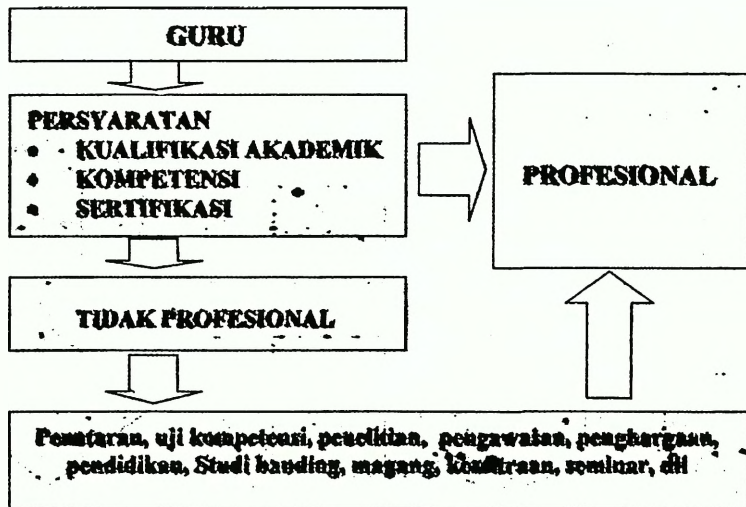 GURU
PERSYARATAN
• KUALIFIKASI AKADEMIK
• KOMPETENSI
• SERTIFIKASI
PROFESIONAL
TIDAK PROFESIONAL
Penataran, uji kompetensi, penelitian, pengawasan, penghargaan,
pendidikan, Studi banding, magang, seminar, dll